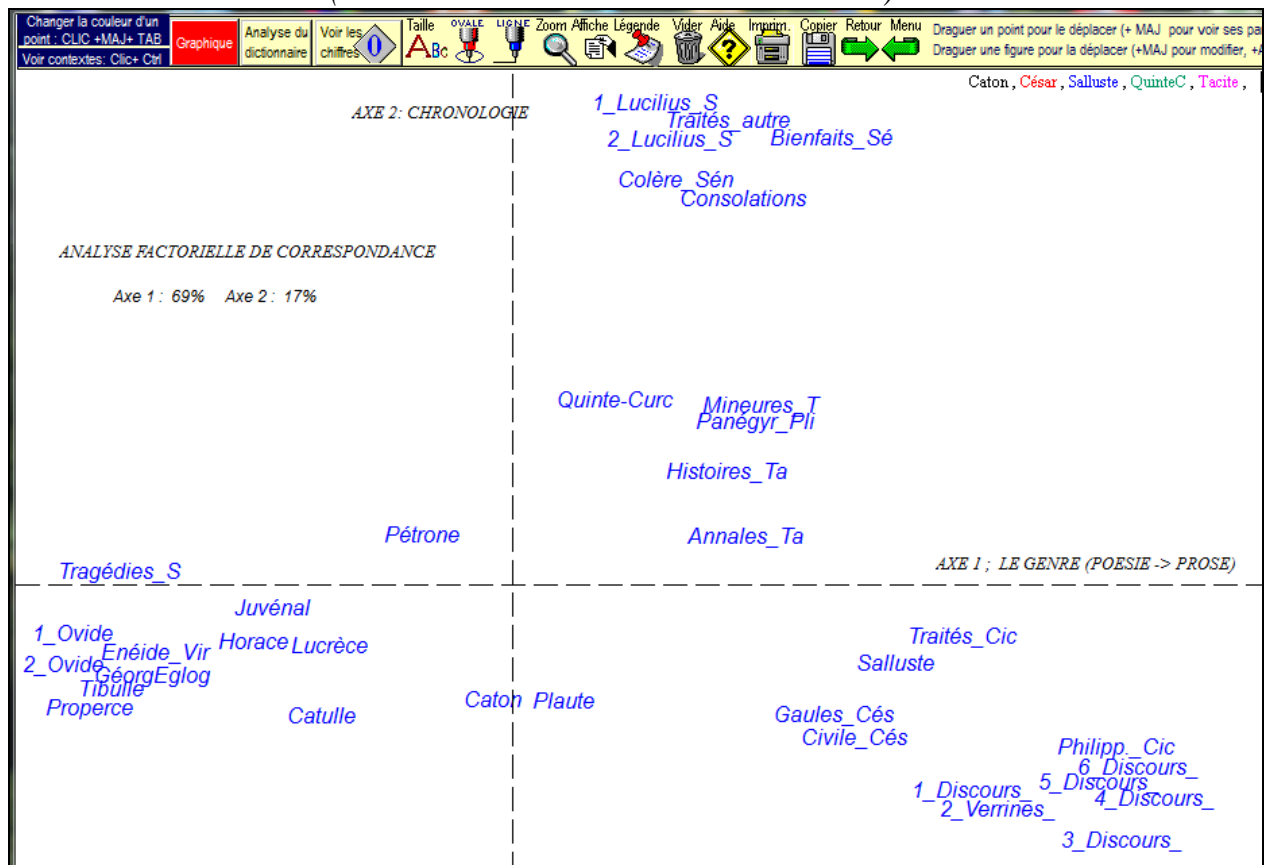 Changer la couleur d'un
point : CLIC +MAJ+ TAB
Voir contextes: Clic+ Ctrl
Graphique
Analyse du
dictionnaire
Voir les
chiffres
0
Taille
ABc
OVALE
LIGNE
Zoom
Affiche
Légende
Vider
Aide
Imprim.
Copier
Retour
Menu
Draguer un point pour le déplacer (+ MAJ pour voir ses
Draguer une figure pour la déplacer (+MAJ pour modifier,
Caton , César , Salluste , QuinteC , Tacite ,
AXE 2: CHRONOLOGIE
1_Lucilius_S
Traités_autre
2_Lucilius_S
Bienfaits_Sé
Colère_Sén
Consolations
ANALYSE FACTORIELLE DE CORRESPONDANCE
Axe 1 : 69% Axe 2 : 17%
Quinte-Curc
Mineures_T
Panégyr_Pli
Histoires_Ta
Pétrone
Annales_Ta
AXE 1 ; LE GENRE (POESIE -> PROSE)
Tragédies_S
Juvénal
1_Ovide
Enéide_Vir
Horace
Lucrèce
Traités_Cic
2_Ovide
GéorgEglog
Salluste
Tibulle
Properce
Catulle
Caton
Plaute
Gaules_Cés
Civile_Cés
Philipp._Cic
6_Discours_
5_Discours_
1_Discours_
4_Discours_
2_Verrines_
3_Discours_